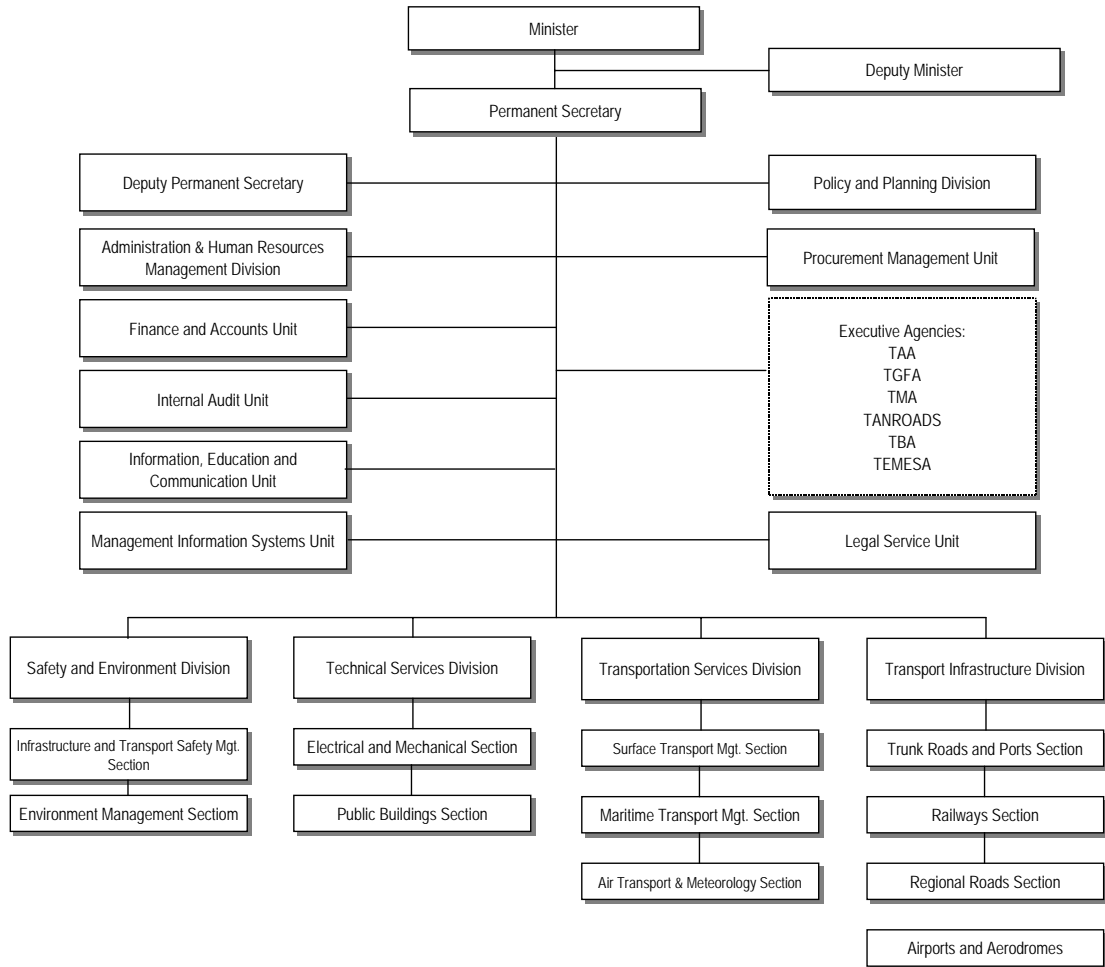 Minister
Deputy Minister
Permanent Secretary
Deputy Permanent Secretary
Policy and Planning Division
Administration & Human Resources
Management Division
Procurement Management Unit
Finance and Accounts Unit
Executive Agencies:
TAA
TGFA
TMA
TANROADS
TBA
TEMESA
Internal Audit Unit
Information, Education and
Communication Unit
Management Information Systems Unit
Legal Service Unit
Safety and Environment Division
Technical Services Division
Transportation Services Division
Transport Infrastructure Division
Infrastructure and Transport Safety Mgt.
Section
Electrical and Mechanical Section
Surface Transport Mgt. Section
Trunk Roads and Ports Section
Environment Management Sectiom
Public Buildings Section
Maritime Transport Mgt. Section
Railways Section
Air Transport & Meteorology Section
Regional Roads Section
Airports and Aerodromes